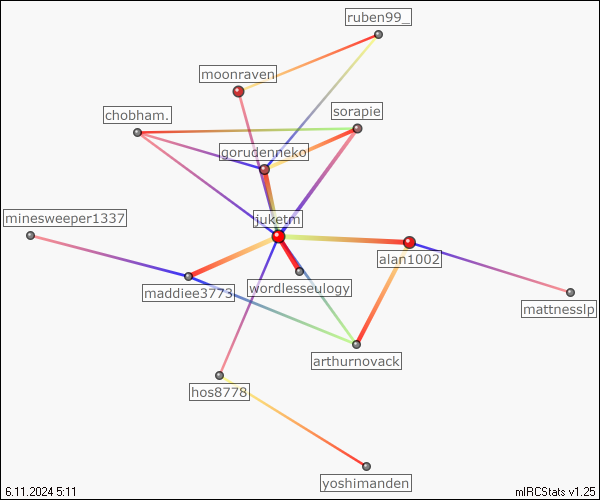 ruben99_
moonraven
chobham.
sorapie
gorudenneko
minesweeper1337
juketm
alan1002
maddiee3773
wordlesseulogy
mattnesslp
arthurnovack
hos8778
yoshimanden
6.11.2024 5:11
mIRCStats v1.25